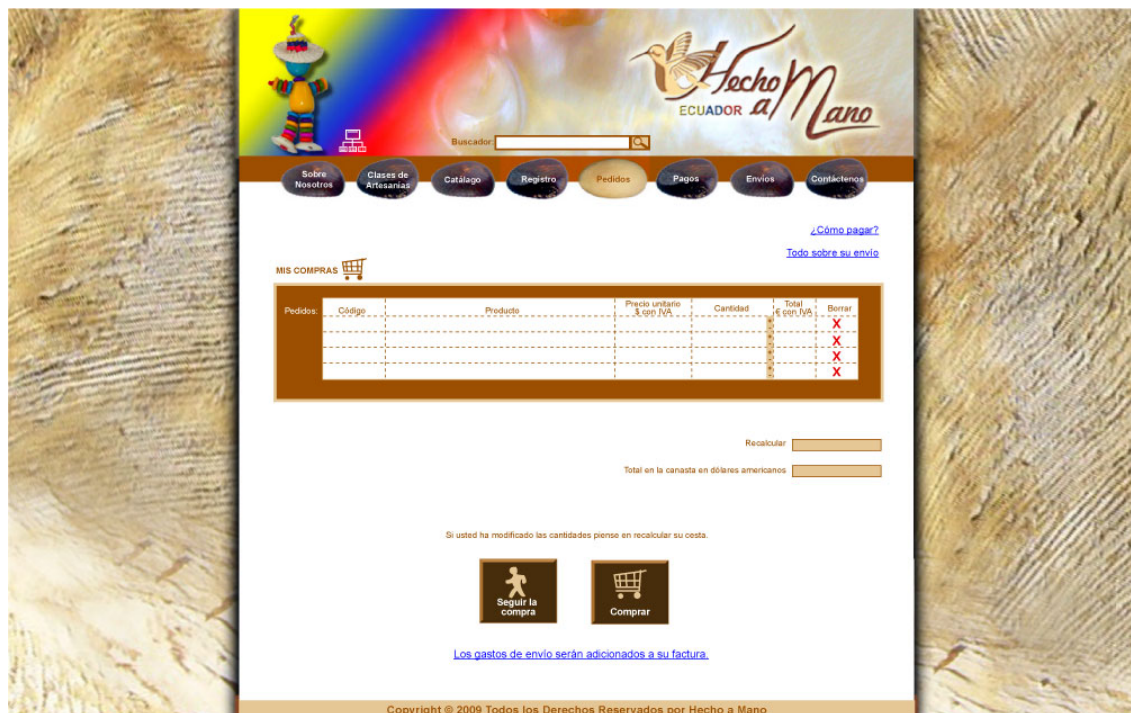 Hecho
a Mano
ECUADOR
Buscador:
Sobre Nosotros
Clases de Artesanías
Catálago
Registro
Pedidos
Pagos
Envíos
Contáctenos
¿Cómo pagar?
Todo sobre su envío
MIS COMPRAS
Pedidos:
Código
Producto
Precio unitario
$ con IVA
Cantidad
Total
€ con IVA
Borrar
X
X
X
X
Recalcular
Total en la canasta en dólares americanos
Si usted ha modificado las cantidades piense en recalcular su cesta.
Seguir la
compra
Comprar
Los gastos de envío serán adicionados a su factura.
Copyright © 2009 Todos los Derechos Reservados por Hecho a Mano